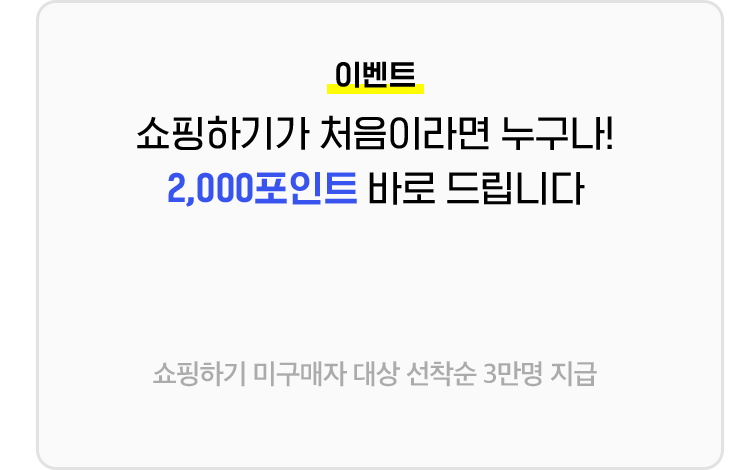 이벤트
쇼핑하기가 처음이라면 누구나!
2,000포인트 바로 드립니다
쇼핑하기 미구매자 대상 선착순 3만명 지급